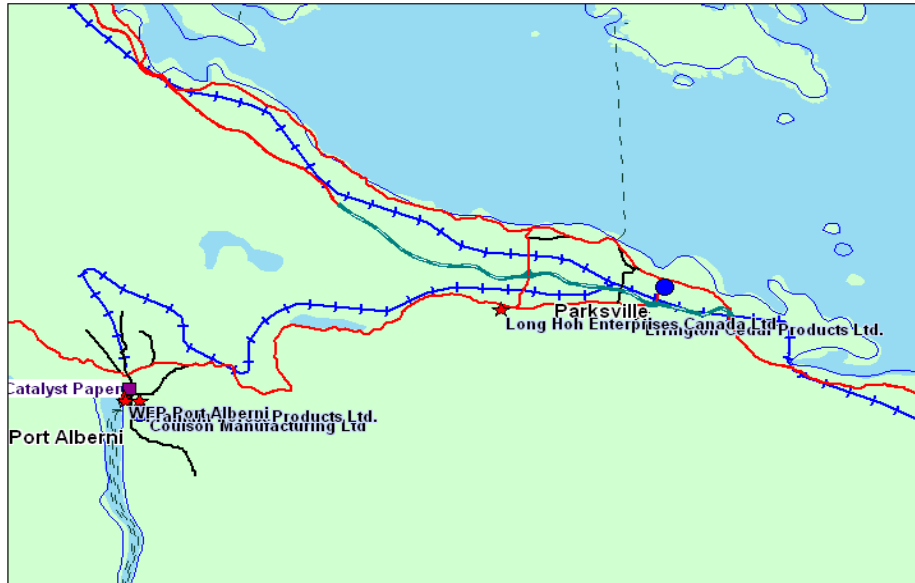 Parksville
Long Hoh Enterprises Canada Ltd.
Errington Cedar Products Ltd.
Catalyst Paper
WFP Port Alberni
Products Ltd.
Coulson Manufacturing Ltd
Port Alberni